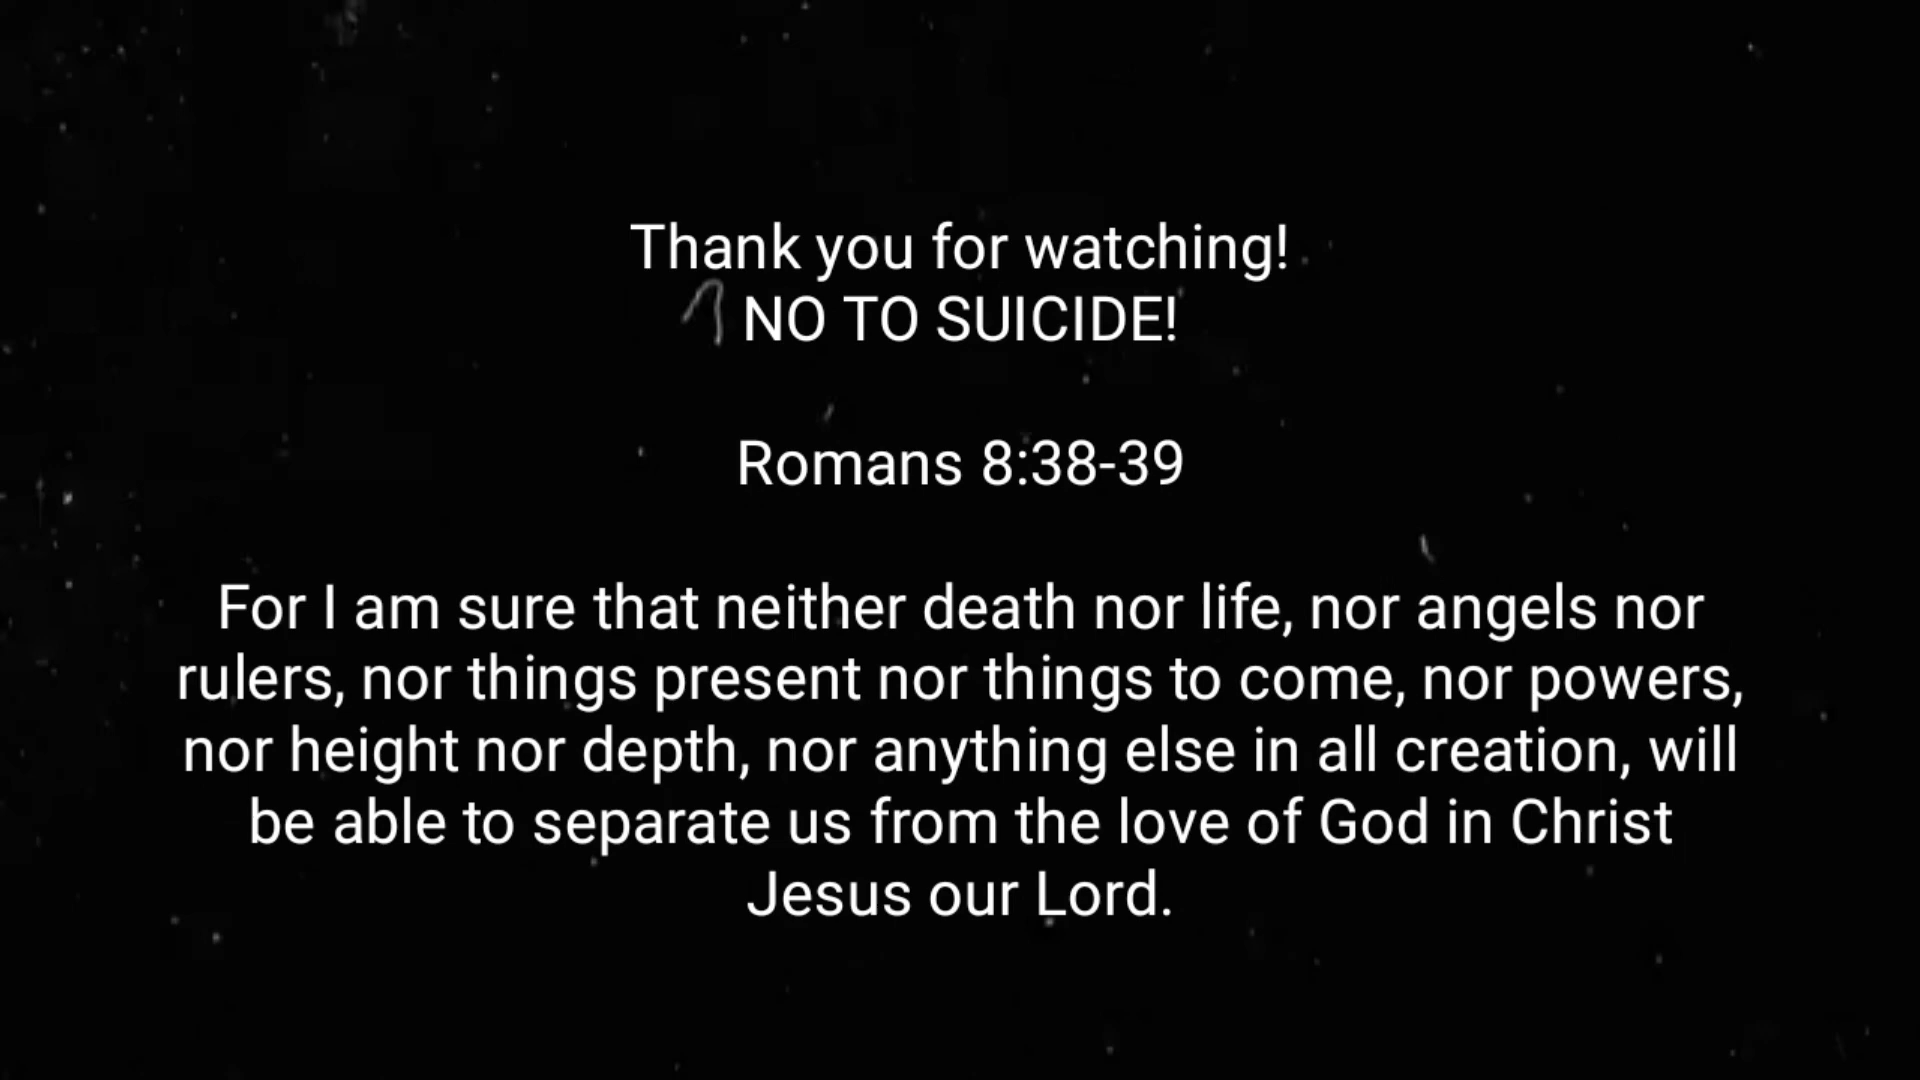 Thank you for watching!
NO TO SUICIDE!
Romans 8:38-39
For I am sure that neither death nor life, nor angels nor
rulers, nor things present nor things to come, nor powers,
nor height nor depth, nor anything else in all creation, will
be able to separate us from the love of God in Christ
Jesus our Lord.